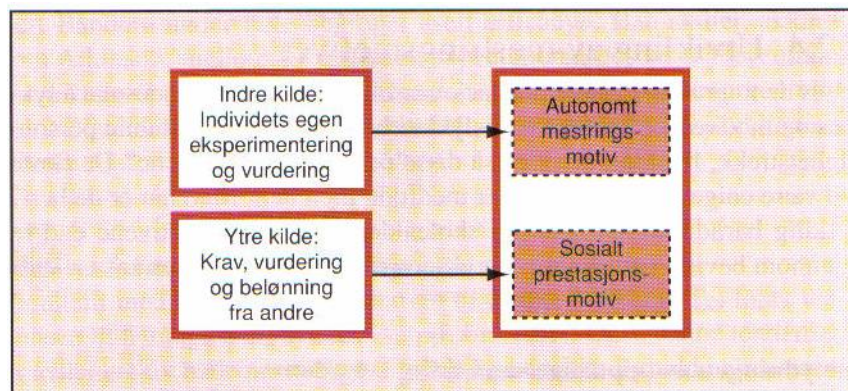 Indre kilde:
Individets egen
eksperimentering
og vurdering
Autonomt
mestrings-
motiv
Ytre kilde:
Krav, vurdering
og belønning
fra andre
Sosialt
prestasjons-
motiv